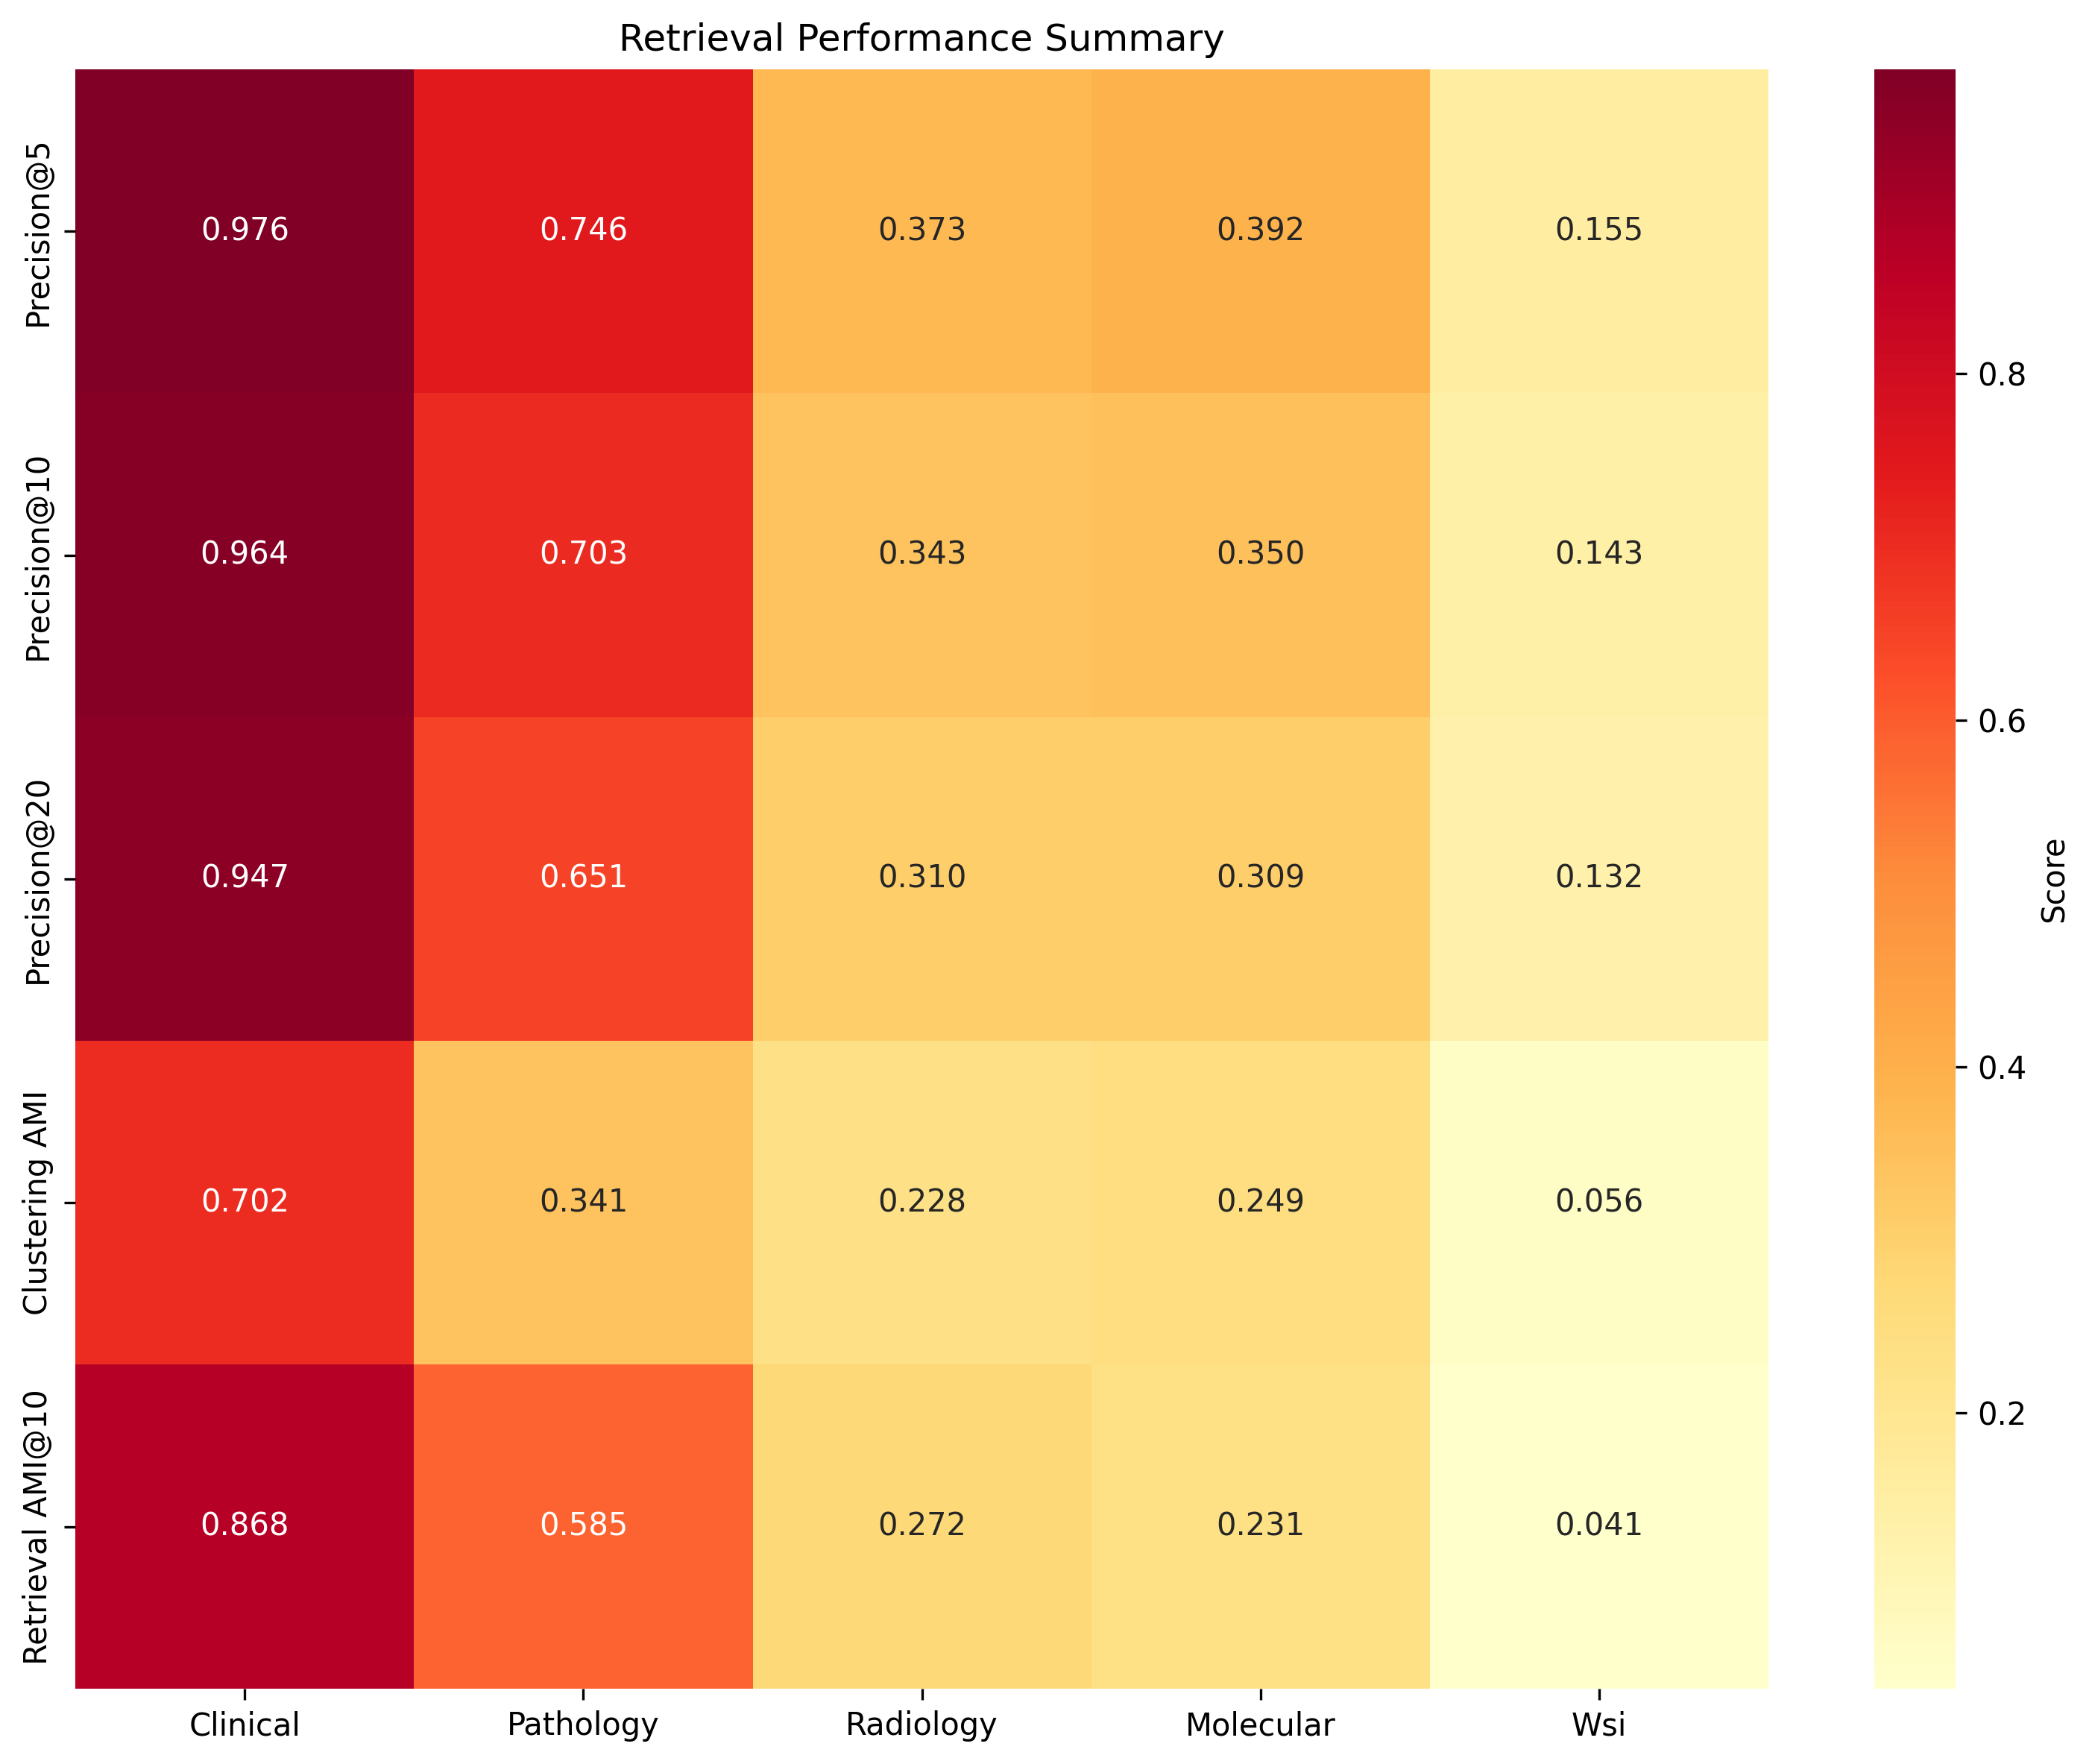 Retrieval Performance Summary
Precision@5
0.976 0.746 0.373 0.392 0.155
Precision@10
0.964 0.703 0.343 0.350 0.143
Precision@20
0.947 0.651 0.310 0.309 0.132
Clustering AMI
0.702 0.341 0.228 0.249 0.056
Retrieval AMI@10
0.868 0.585 0.272 0.231 0.041
Clinical Pathology Radiology Molecular Wsi
0.8
0.6
0.4
0.2
Score